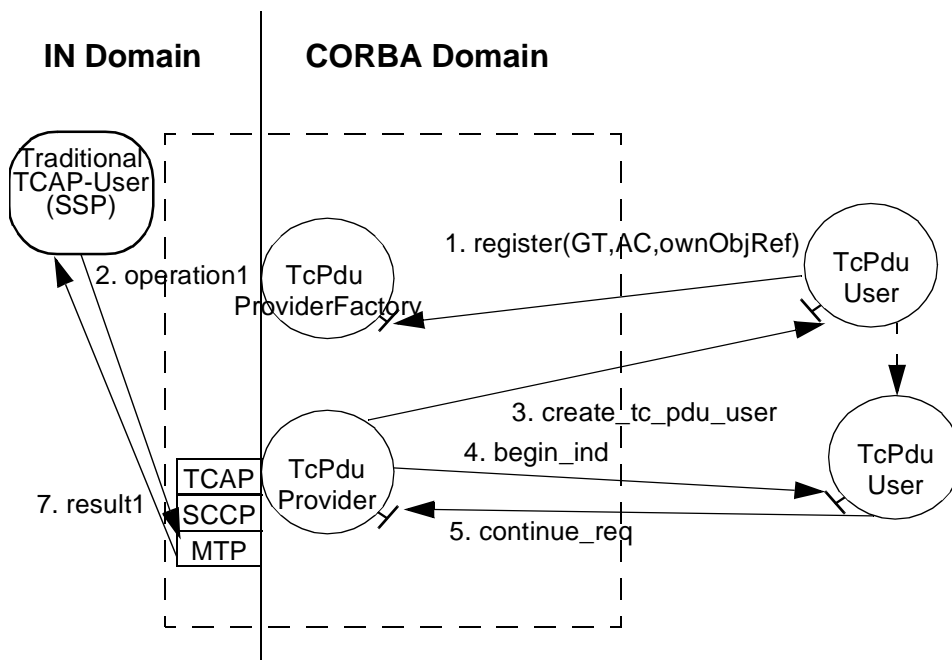 IN Domain
CORBA Domain
Traditional
TCAP-User
(SSP)
1. register(GT,AC,ownObjRef)
2. operation1
TcPdu
ProviderFactory
TcPdu
User
3. create_tc_pdu_user
4. begin_ind
TcPdu
Provider
TcPdu
User
TCAP
SCCP
MTP
7. result1
5. continue_req